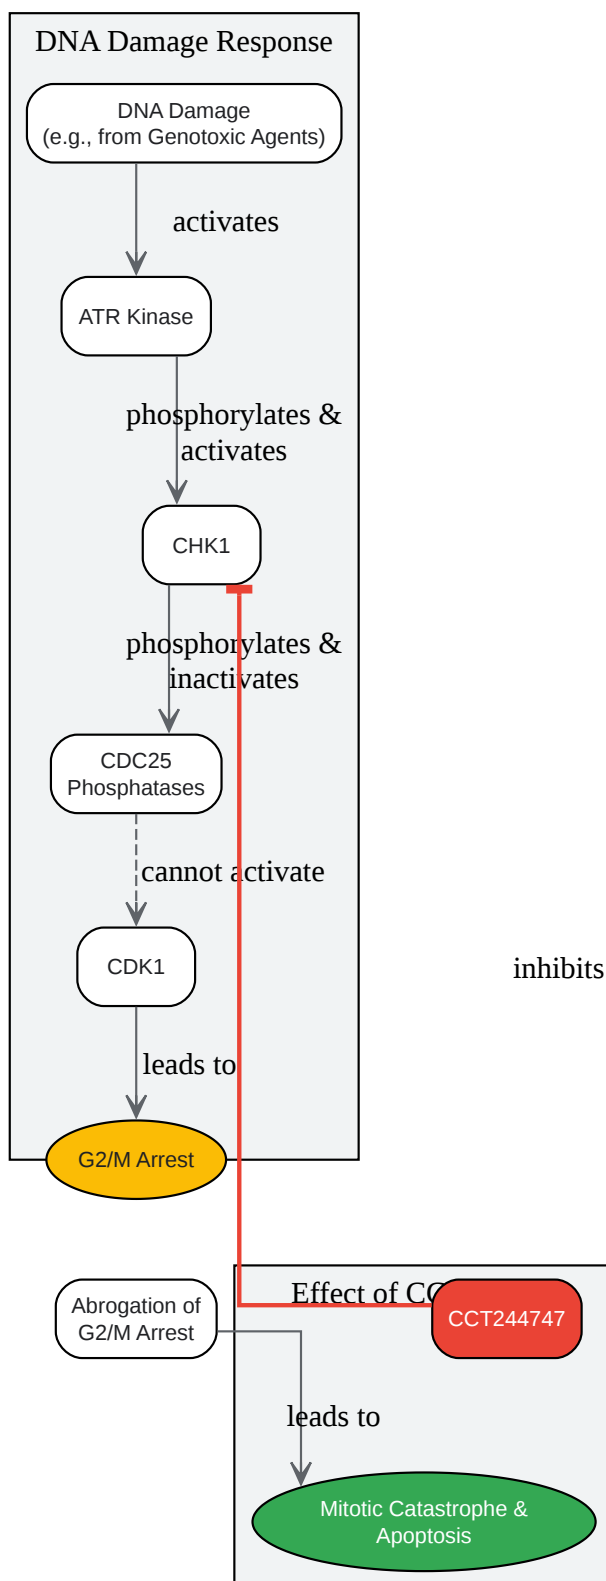 DNA Damage Response
DNA Damage
(e.g., from Genotoxic Agents)
activates
ATR Kinase
phosphorylates &
activates
CHK1
phosphorylates &
inactivates
CDC25
Phosphatases
cannot activate
CDK1
inhibits
leads to
G2/M Arrest
Effect of
Abrogation of
G2/M Arrest
CCT244747
leads to
Mitotic Catastrophe &
Apoptosis